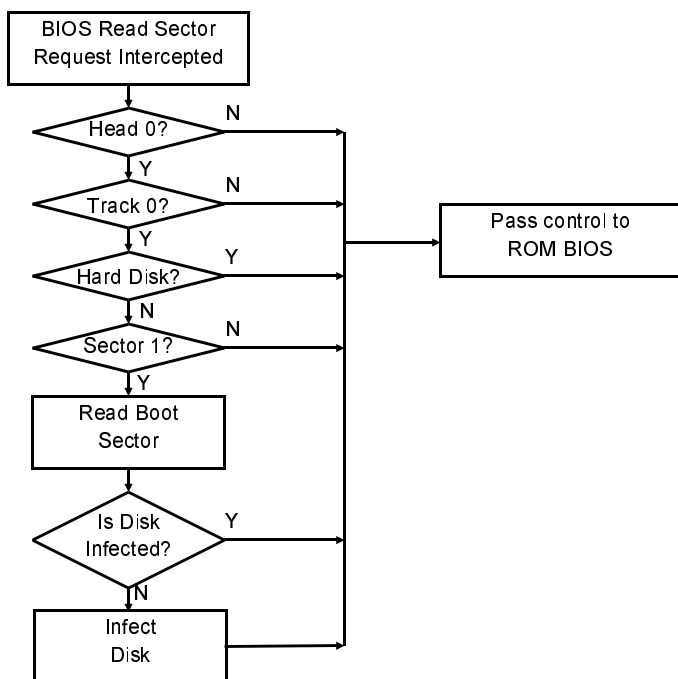 BIOS Read Sector
Request Intercepted
Head 0?
N
Y
Track 0?
N
Y
Hard Disk?
Y
N
Sector 1?
N
Y
Read Boot
Sector
Is Disk
Infected?
Y
N
Infect
Disk
Pass control to
ROM BIOS